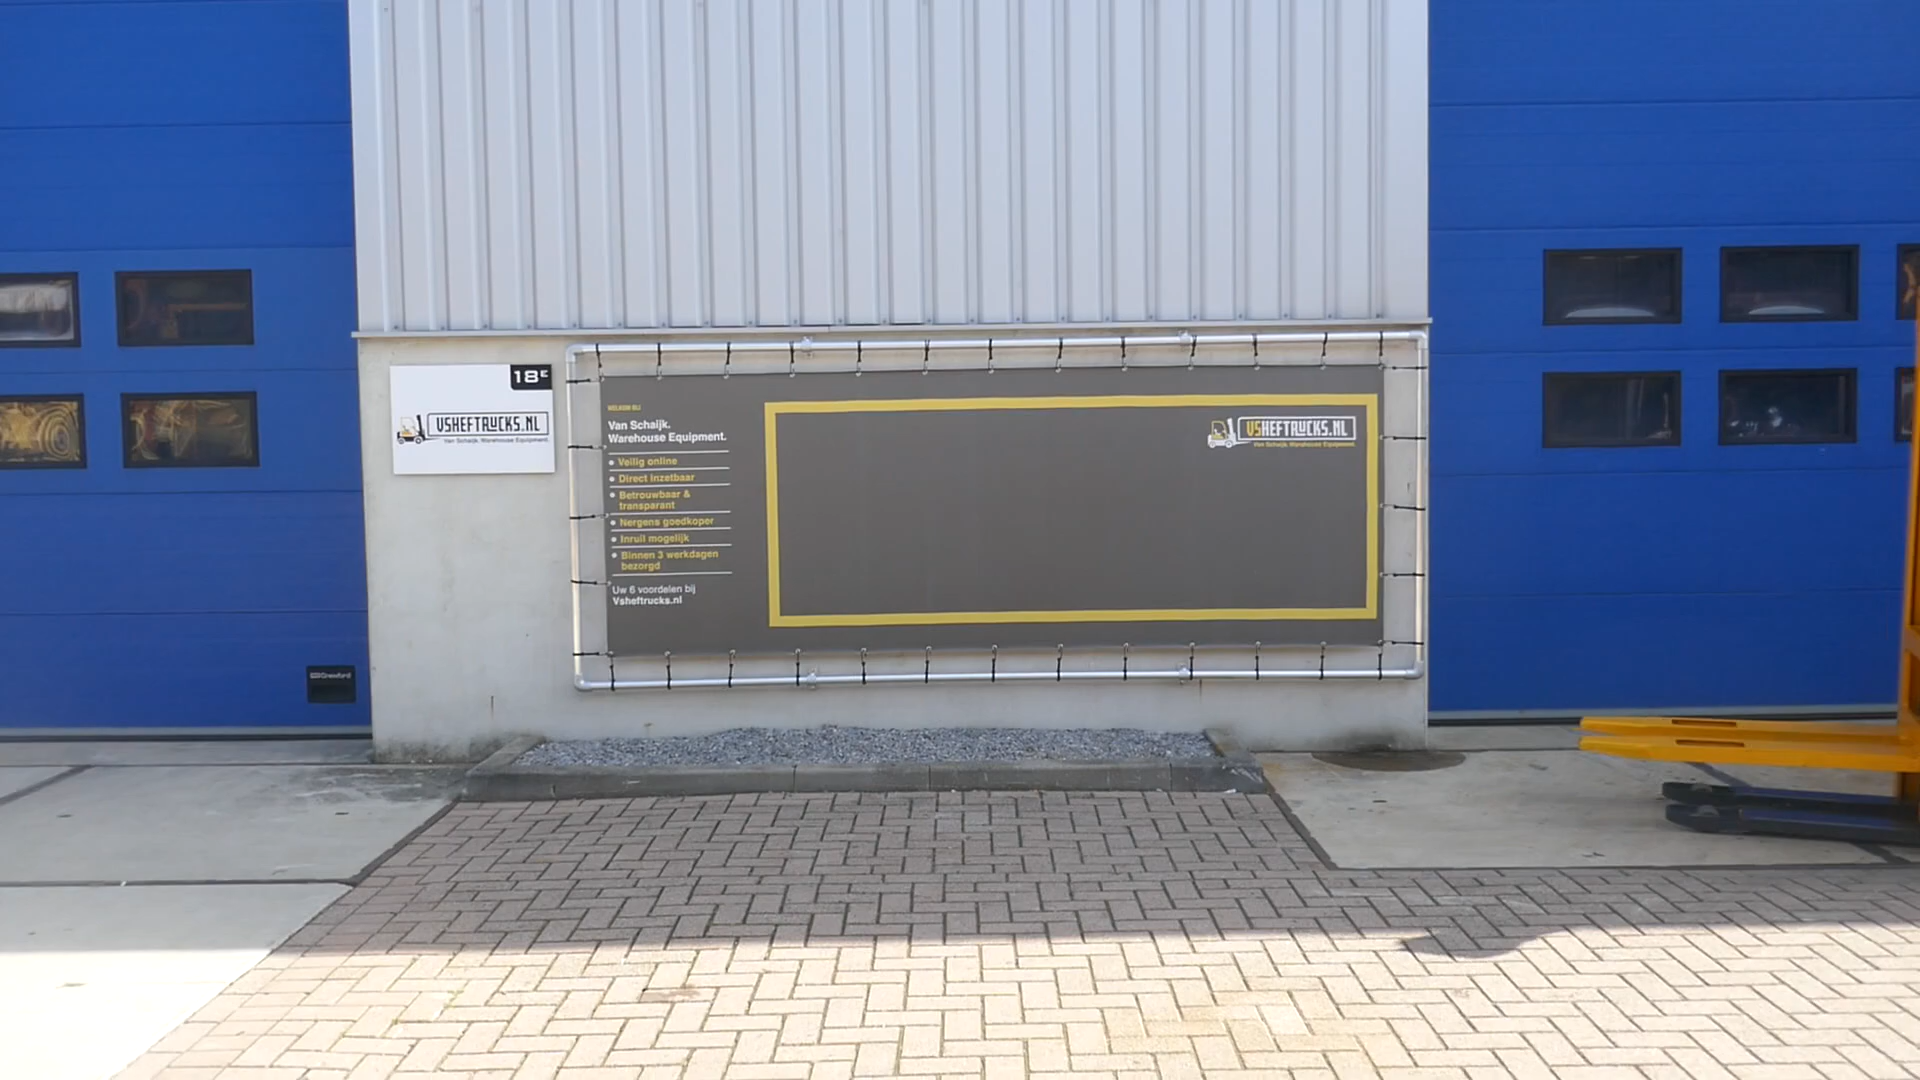 18E
VSHEFTRUCKS.NL
Van Schaijk. Warehouse Equipment.
WELKOM BIJ
Van Schaijk.
Warehouse Equipment.
Veilig online
Direct inzetbaar
Betrouwbaar &
transparant
Nergens goedkoper
Inruil mogelijk
Binnen 3 werkdagen
bezorgd
Uw 6 voordelen bij
Vsheftrucks.nl
VSHEFTRUCKS.NL
Van Schaijk. Warehouse Equipment.
Crawford